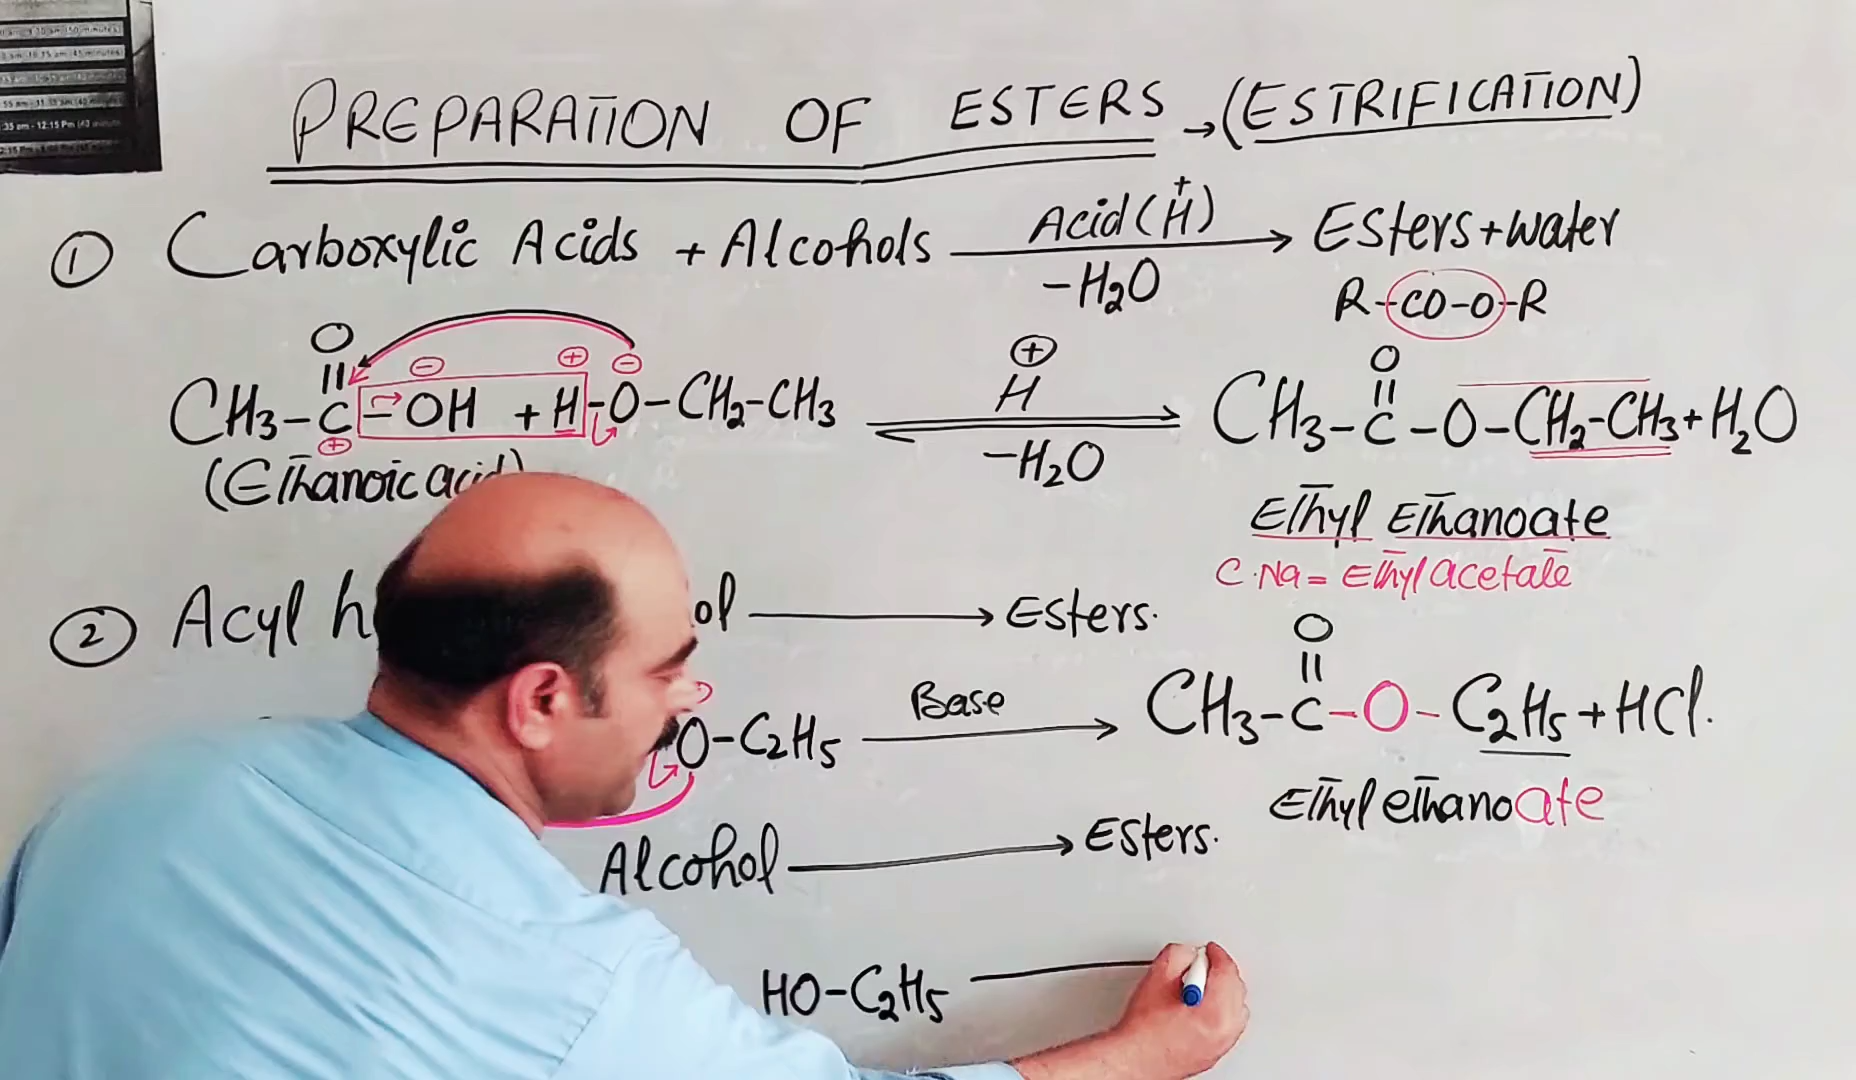 PREPARATION OF ESTERS → (ESTRIFICATION)
① Carboxylic Acids + Alcohols Acid (H+) → Esters + water
-H2O
R-CO-O-R
O O
|| ⊖ ⊕ ⊖ ⊕ ||
CH3-C-OH + H-O-CH2-CH3 H ⇌ CH3-C-O-CH2-CH3 + H2O
⊕ -H2O
(Ethanoic acid)
Ethyl Ethanoate
C.Na = Ethyl acetate
② Acyl h ol → Esters.
O
||
O-C2H5 Base → CH3-C-O-C2H5 + HCl.
Ethyl ethanoate
Alcohol → Esters.
HO-C2H5